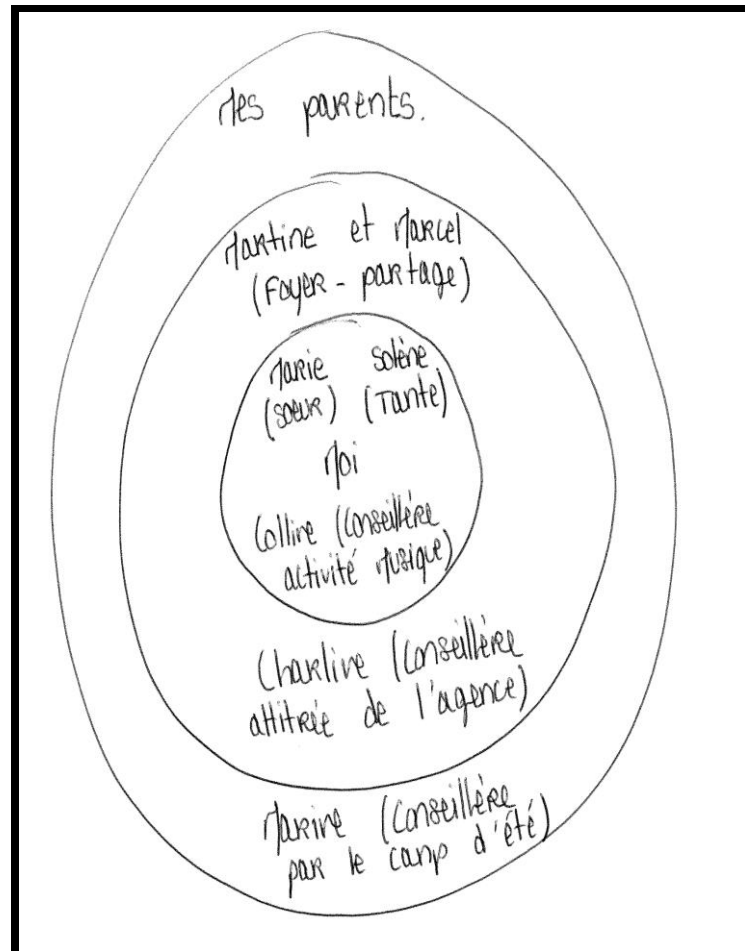 Mes parents.
Martine et Marcel
(Foyer - partage)
Marie Solène
(soeur) (Tante)
Moi
Colline (Conseillère
activité Musique)
Charline (Conseillère
attitrée de l'agence)
Marine (Conseillère
par le camp d'été)